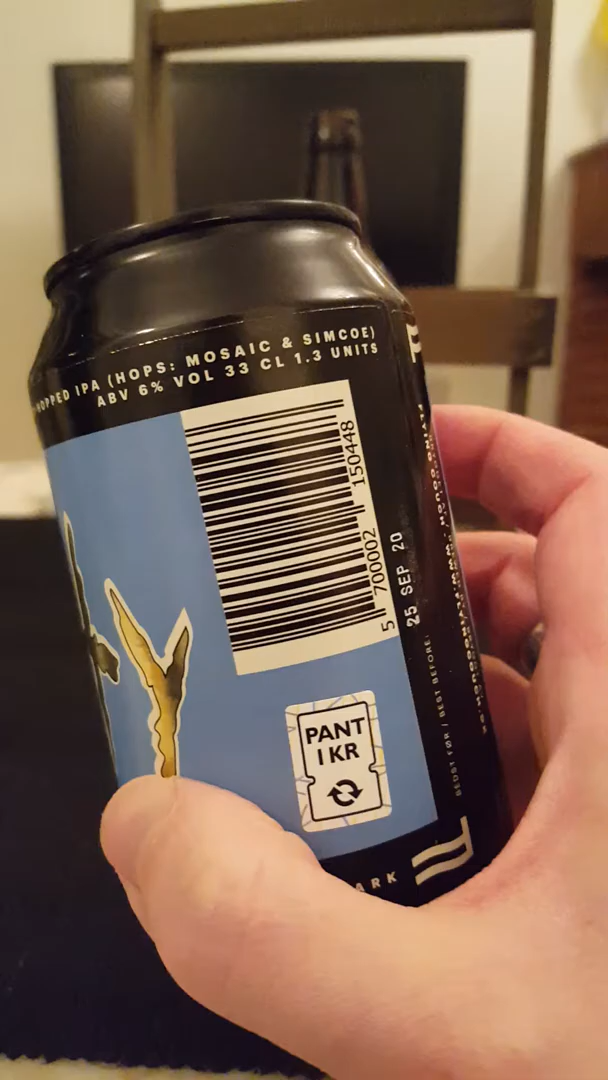 HOPPED IPA (HOPS: MOSAIC & SIMCOE)
ABV 6% VOL 33 CL 1.3 UNITS
5 700002 150448
25 SEP 20
BEDST FØR / BEST BEFORE:
PANT
1 KR
ARK